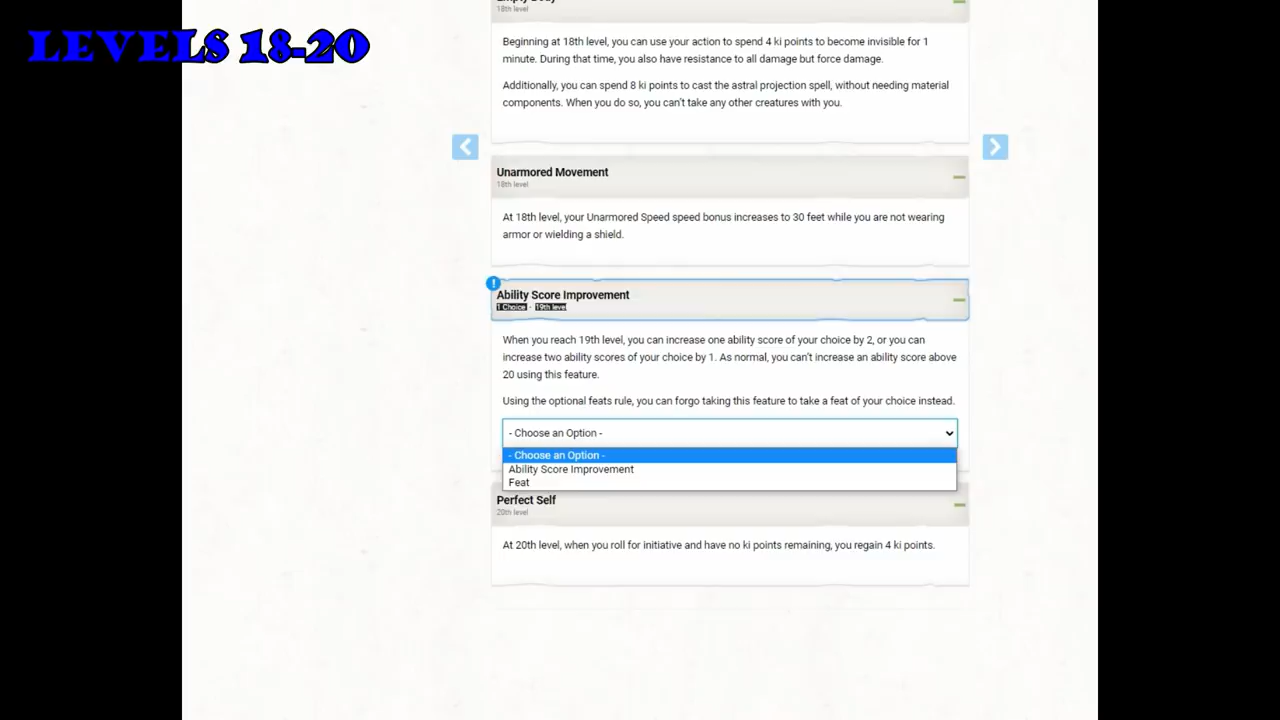 Empty Body
18th level
LEVELS 18-20
Beginning at 18th level, you can use your action to spend 4 ki points to become invisible for 1
minute. During that time, you also have resistance to all damage but force damage.
Additionally, you can spend 8 ki points to cast the astral projection spell, without needing material
components. When you do so, you can't take any other creatures with you.
Unarmored Movement
18th level
At 18th level, your Unarmored Speed speed bonus increases to 30 feet while you are not wearing
armor or wielding a shield.
!
Ability Score Improvement
1 Choice · 19th level
When you reach 19th level, you can increase one ability score of your choice by 2, or you can
increase two ability scores of your choice by 1. As normal, you can't increase an ability score above
20 using this feature.
Using the optional feats rule, you can forgo taking this feature to take a feat of your choice instead.
- Choose an Option -
- Choose an Option -
Ability Score Improvement
Feat
Perfect Self
20th level
At 20th level, when you roll for initiative and have no ki points remaining, you regain 4 ki points.